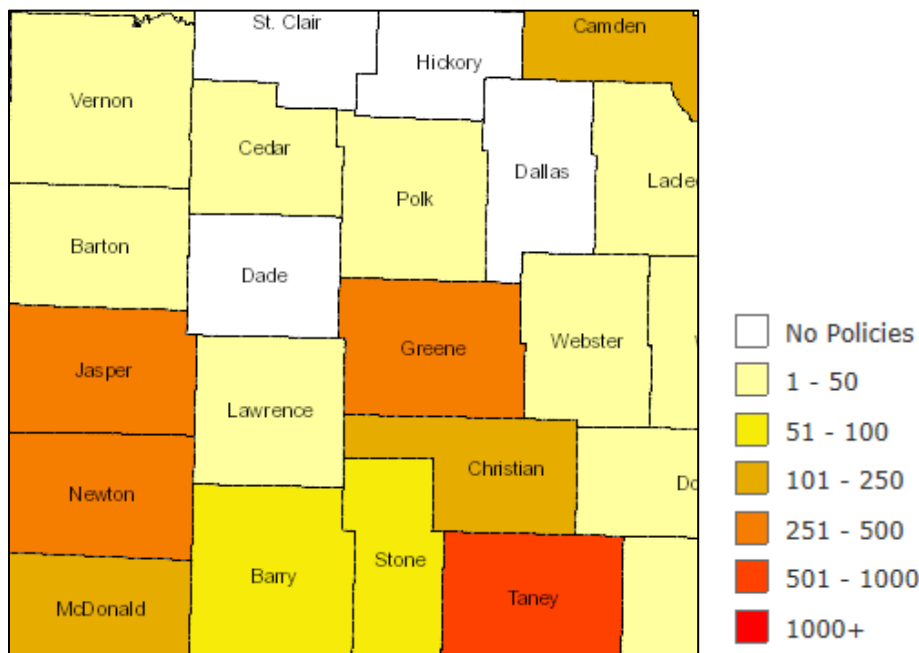 St. Clair
Camden
Hickory
Vernon
Cedar
Dallas
Polk
Barton
Dade
Greene
Webster
Jasper
Lawrence
Christian
Newton
Stone
Barry
Taney
McDonald
No Policies
1 - 50
51 - 100
101 - 250
251 - 500
501 - 1000
1000+